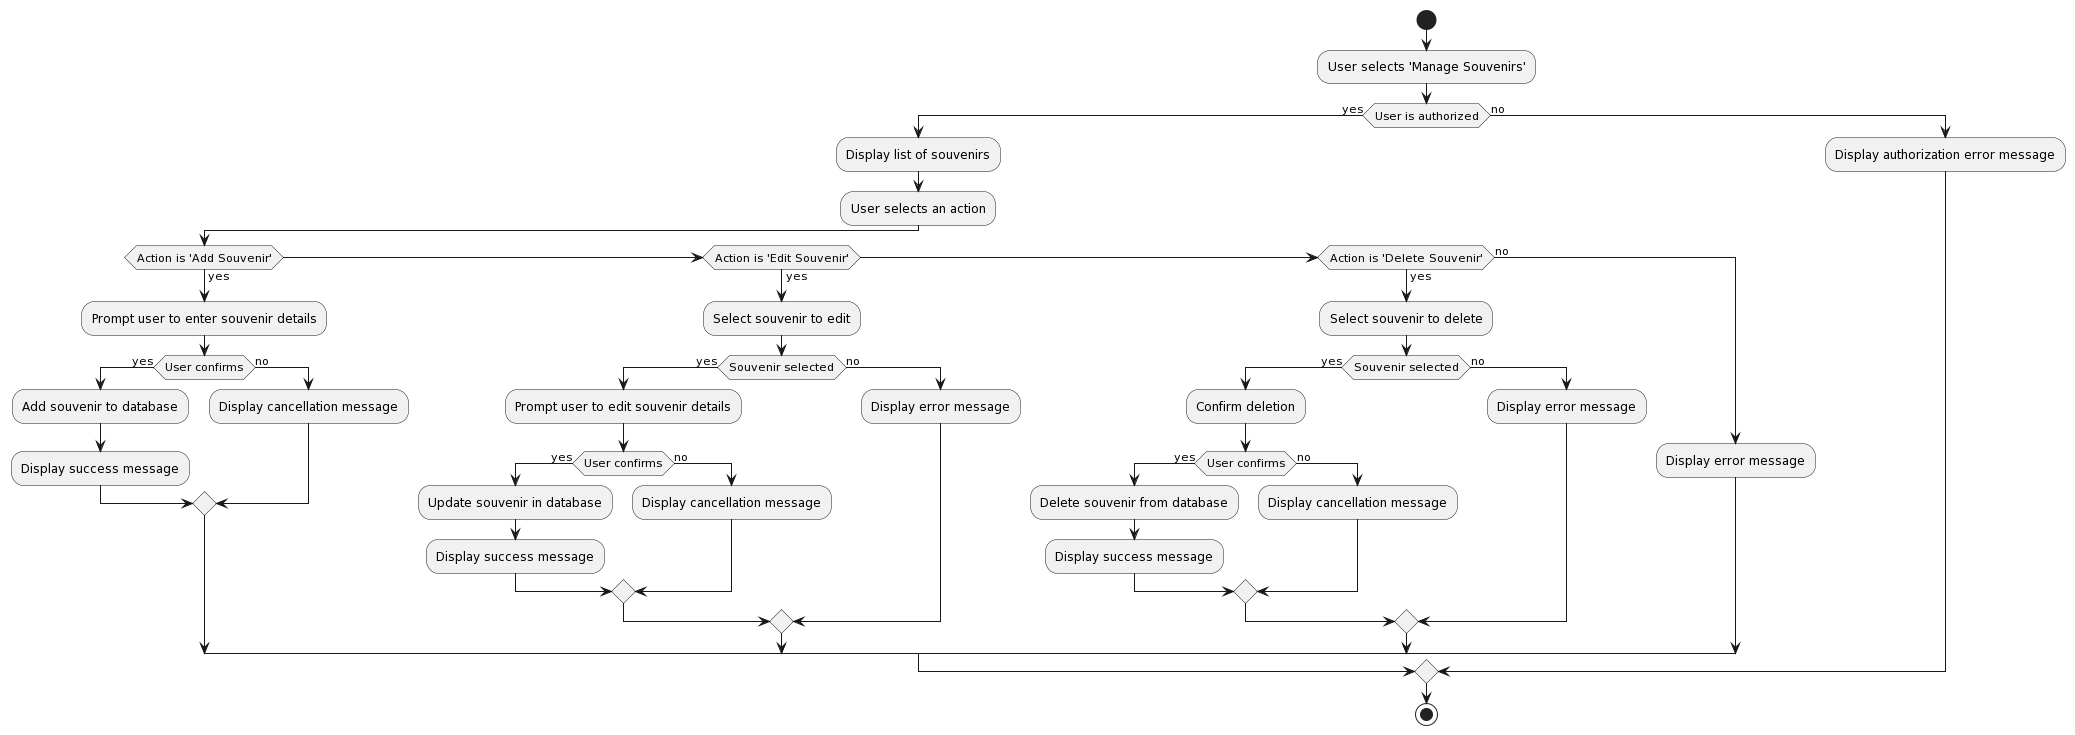 User selects 'Manage Souvenirs'
yes
User is authorized
no
Display list of souvenirs
Display authorization error message
User selects an action
Action is 'Add Souvenir'
Action is 'Edit Souvenir'
Action is 'Delete Souvenir'
no
yes
yes
yes
Prompt user to enter souvenir details
Select souvenir to edit
Select souvenir to delete
yes
User confirms
no
yes
Souvenir selected
no
yes
Souvenir selected
no
Add souvenir to database
Display cancellation message
Prompt user to edit souvenir details
Display error message
Confirm deletion
Display error message
Display success message
yes
User confirms
no
yes
User confirms
no
Display error message
Update souvenir in database
Display cancellation message
Delete souvenir from database
Display cancellation message
Display success message
Display success message